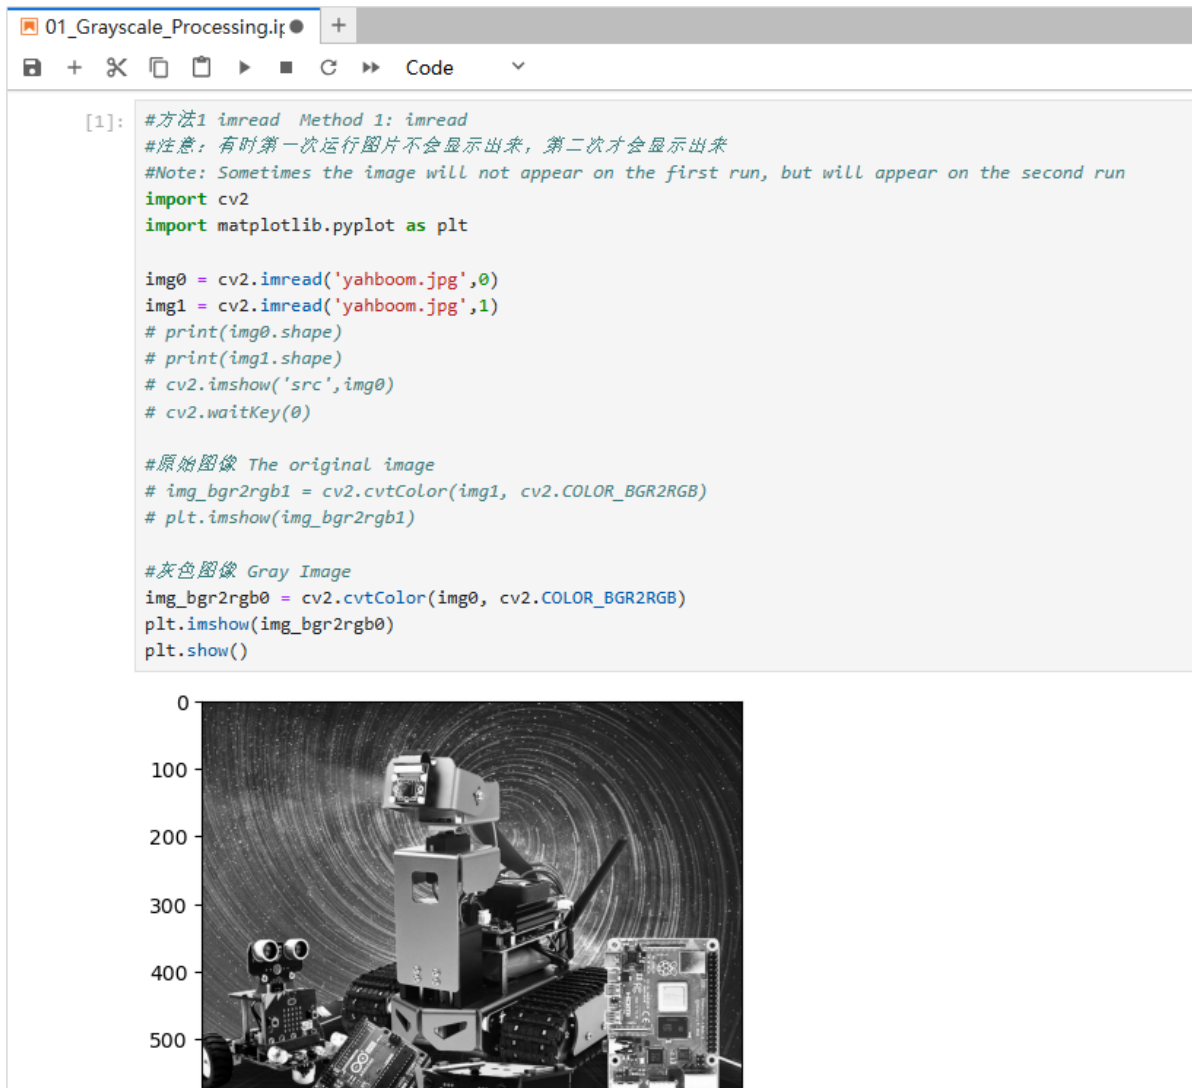 01_Grayscale_Processing.ip
Code
[1]:
#方法1 imread  Method 1: imread
#注意：有时第一次运行图片不会显示出来，第二次才会显示出来
#Note: Sometimes the image will not appear on the first run, but will appear on the second run
import cv2
import matplotlib.pyplot as plt
img0 = cv2.imread('yahboom.jpg',0)
img1 = cv2.imread('yahboom.jpg',1)
# print(img0.shape)
# print(img1.shape)
# cv2.imshow('src',img0)
# cv2.waitKey(0)
#原始图像 The original image
# img_bgr2rgb1 = cv2.cvtColor(img1, cv2.COLOR_BGR2RGB)
# plt.imshow(img_bgr2rgb1)
#灰色图像 Gray Image
img_bgr2rgb0 = cv2.cvtColor(img0, cv2.COLOR_BGR2RGB)
plt.imshow(img_bgr2rgb0)
plt.show()
0
100
200
300
400
500